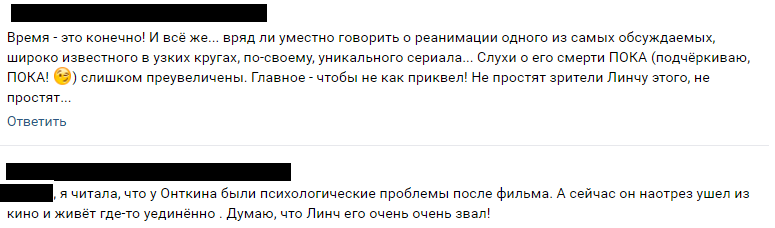 Время - это конечно! И всё же... вряд ли уместно говорить о реанимации одного из самых обсуждаемых,
широко известного в узких кругах, по-своему, уникального сериала... Слухи о его смерти ПОКА (подчёркиваю,
ПОКА! 😉) слишком преувеличены. Главное - чтобы не как приквел! Не простят зрители Линчу этого, не
простят...
Ответить
, я читала, что у Онткина были психологические проблемы после фильма. А сейчас он наотрез ушел из
кино и живёт где-то уединённо . Думаю, что Линч его очень очень звал!